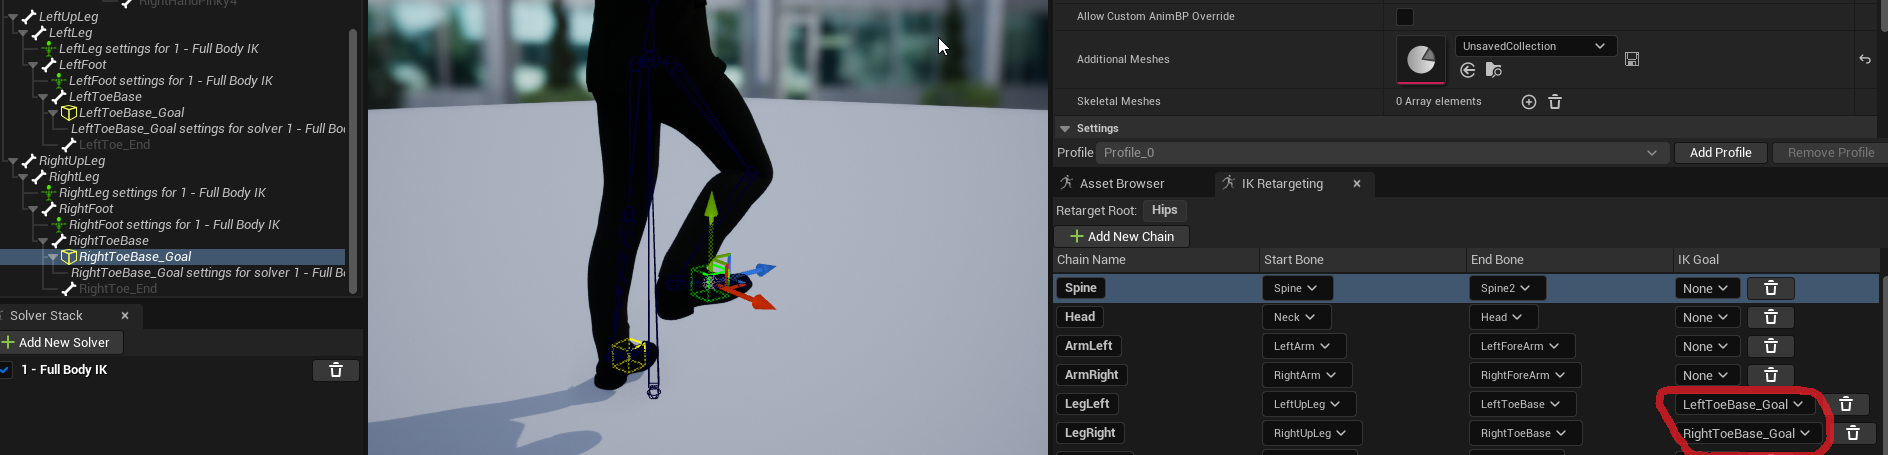 RightHandPinky4
LeftUpLeg
LeftLeg
LeftLeg settings for 1 - Full Body IK
LeftFoot
LeftFoot settings for 1 - Full Body IK
LeftToeBase
LeftToeBase_Goal
LeftToeBase_Goal settings for solver 1 - Full Bo
LeftToe_End
RightUpLeg
RightLeg
RightLeg settings for 1 - Full Body IK
RightFoot
RightFoot settings for 1 - Full Body IK
RightToeBase
RightToeBase_Goal
RightToeBase_Goal settings for solver 1 - Full B
RightToe_End
Solver Stack
Add New Solver
1 - Full Body IK
Allow Custom AnimBP Override
Additional Meshes
UnsavedCollection
Skeletal Meshes 0 Array elements
Settings
Profile Profile_0 Add Profile Remove Profile
Asset Browser IK Retargeting
Retarget Root: Hips
Add New Chain
Chain Name Start Bone End Bone IK Goal
Spine Spine Spine2 None
Head Neck Head None
ArmLeft LeftArm LeftForeArm None
ArmRight RightArm RightForeArm None
LegLeft LeftUpLeg LeftToeBase LeftToeBase_Goal
LegRight RightUpLeg RightToeBase RightToeBase_Goal